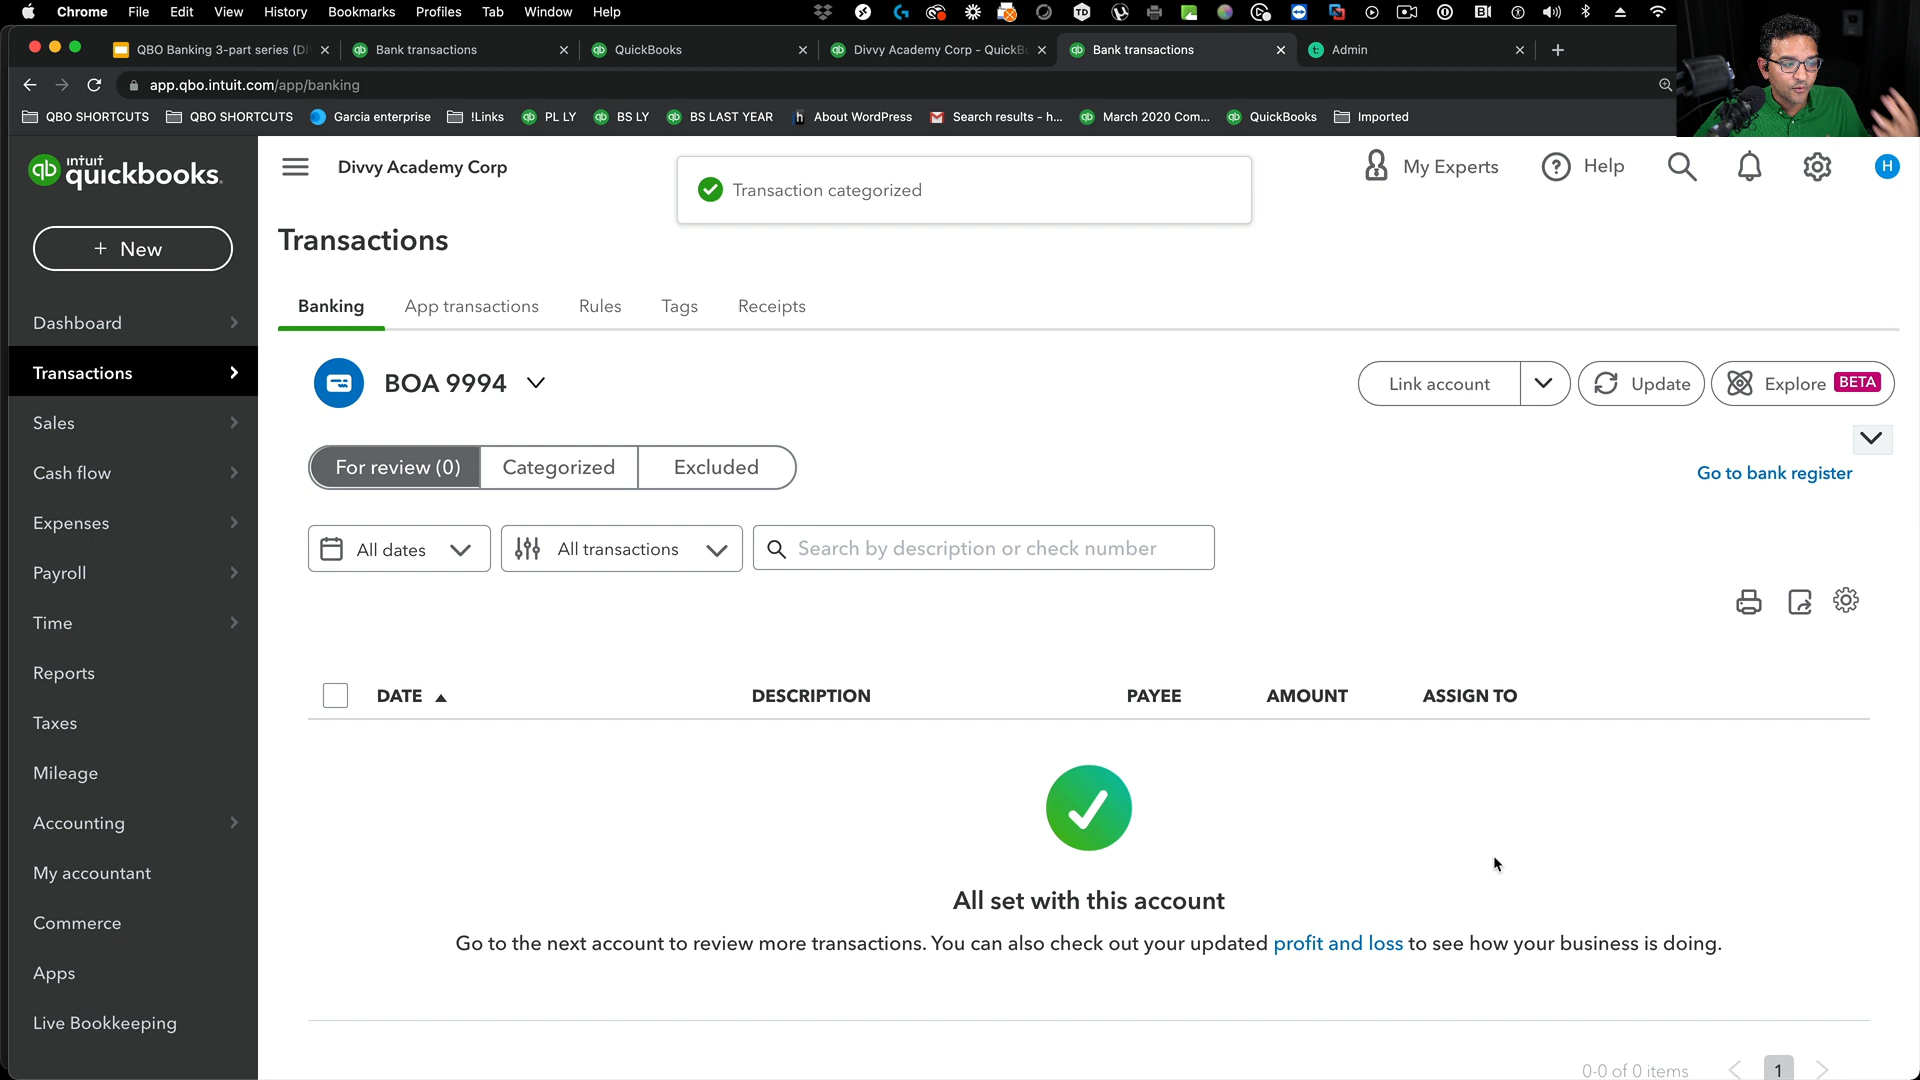 Chrome File Edit View History Bookmarks Profiles Tab Window Help
QBO Banking 3-part series (DI
Bank transactions
QuickBooks
Divvy Academy Corp - QuickB
Bank transactions
Admin
app.qbo.intuit.com/app/banking
QBO SHORTCUTS QBO SHORTCUTS Garcia enterprise !Links PL LY BS LY BS LAST YEAR About WordPress Search results - h... March 2020 Com... QuickBooks Imported
intuit
quickbooks.
Divvy Academy Corp
Transaction categorized
My Experts
Help
H
+ New
Transactions
Banking App transactions Rules Tags Receipts
Dashboard
Transactions
Sales
Cash flow
Expenses
Payroll
Time
Reports
Taxes
Mileage
Accounting
My accountant
Commerce
Apps
Live Bookkeeping
BOA 9994
Link account
Update
Explore BETA
For review (0) Categorized Excluded
Go to bank register
All dates
All transactions
Search by description or check number
DATE DESCRIPTION PAYEE AMOUNT ASSIGN TO
All set with this account
Go to the next account to review more transactions. You can also check out your updated profit and loss to see how your business is doing.
0-0 of 0 items
1